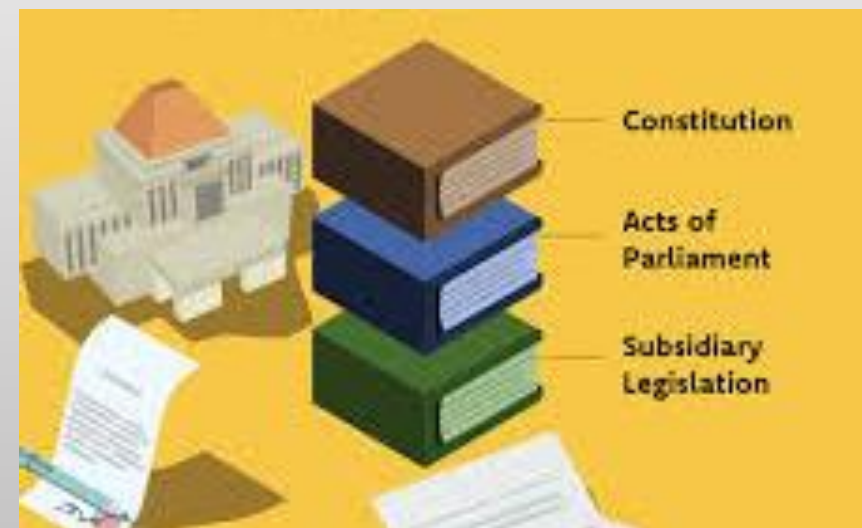 Constitution
Acts of
Parliament
Subsidiary
Legislation